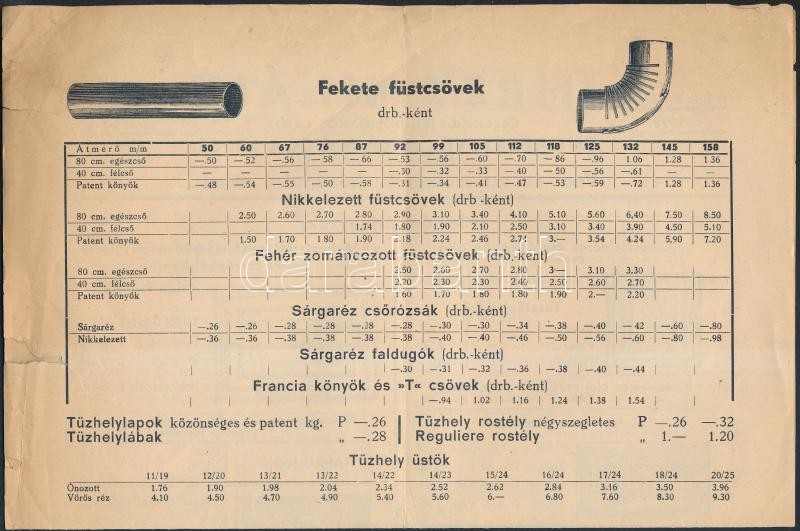 Fekete füstcsövek
drb.-ként
Átmérő m/m 50 60 67 76 87 92 99 105 112 118 125 132 145 158
80 cm. egészcső —.50 —.52 —.56 —.58 —.66 —.53 —.56 —.60 —.70 —.86 —.96 1.06 1.28 1.36
40 cm. félcső — — — — — —.30 —.32 —.33 —.40 —.50 —.56 —.61 — —
Patent könyök —.48 —.54 —.55 —.50 —.58 —.31 —.34 —.41 —.47 —.53 —.59 —.72 1.28 1.36
Nikkelezett füstcsövek (drb.-ként)
80 cm. egészcső 2.50 2.60 2.70 2.80 2.90 3.10 3.40 4.10 5.10 5.60 6,40 7.50 8.50
40 cm. félcső 1.74 1.80 1.90 2.10 2.50 3.10 3.40 3.90 4.50 5.10
Patent könyök 1.50 1.70 1.80 1.90 2.18 2.24 2.46 2.74 3.— 3.54 4.24 5.90 7.20
Fehér zománcozott füstcsövek (drb.-ként)
80 cm. egészcső 2.50 2.60 2.70 2.80 3.— 3.10 3.30
40 cm. félcső 2.20 2.30 2.30 2.40 2.50 2.60 2.70
Patent könyök 1.60 1.70 1.80 1.80 1.90 2.— 2.20
Sárgaréz csőrózsák (drb.-ként)
Sárgaréz —.26 —.26 —.28 —.28 —.28 —.28 —.30 —.30 —.34 —.38 —.40 —.42 —.60 —.80
Nikkelezett —.36 —.36 —.38 —.38 —.38 —.38 —.40 —.40 —.46 —.50 —.56 —.60 —.80 —.98
Sárgaréz faldugók (drb.-ként)
—.30 —.31 —.32 —.36 —.38 —.40 —.44
Francia könyök és »T« csövek (drb.-ként)
—.94 1.02 1.16 1.24 1.38 1.54
Tűzhelylapok közönséges és patent kg. P —.26
Tűzhelylábak „ —.28
Tűzhely rostély négyszegletes P —.26 —.32
Reguliere rostély „ 1.— 1.20
Tűzhely üstök
11/19 12/20 13/21 13/22 14/22 14/23 15/24 16/24 17/24 18/24 20/25
Ónozott 1.76 1.90 1.98 2.04 2.34 2.52 2.62 2.84 3.16 3.50 3.96
Vörös réz 4.10 4.50 4.70 4.90 5.40 5.60 6.— 6.80 7.60 8.30 9.30
darabanth